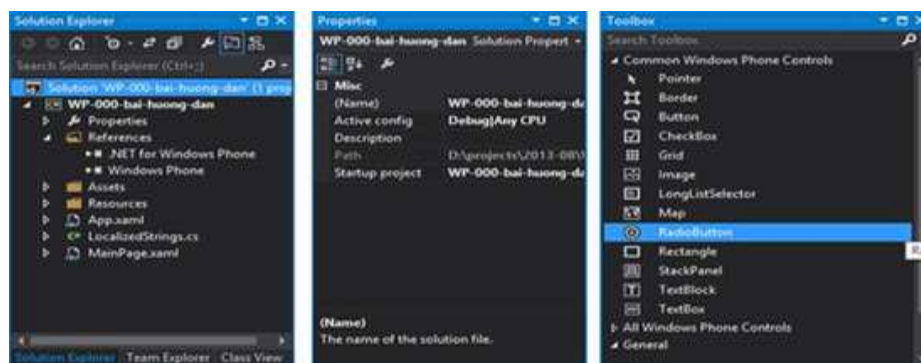 Solution Explorer
Search Solution Explorer (Ctrl+;)
Solution 'WP-000-bai-huong-dan' (1 proj
WP-000-bai-huong-dan
Properties
References
.NET for Windows Phone
Windows Phone
Assets
Resources
App.xaml
LocalizedStrings.cs
MainPage.xaml
Solution Explorer Team Explorer Class View
Properties
WP-000-bai-huong-dan Solution Propert
Misc
(Name) WP-000-bai-huong-da
Active config Debug|Any CPU
Description
Path D:\projects\2013-08\
Startup project WP-000-bai-huong-da
(Name)
The name of the solution file.
Toolbox
Search Toolbox
Common Windows Phone Controls
Pointer
Border
Button
CheckBox
Grid
Image
LongListSelector
Map
RadioButton
Rectangle
StackPanel
TextBlock
TextBox
All Windows Phone Controls
General